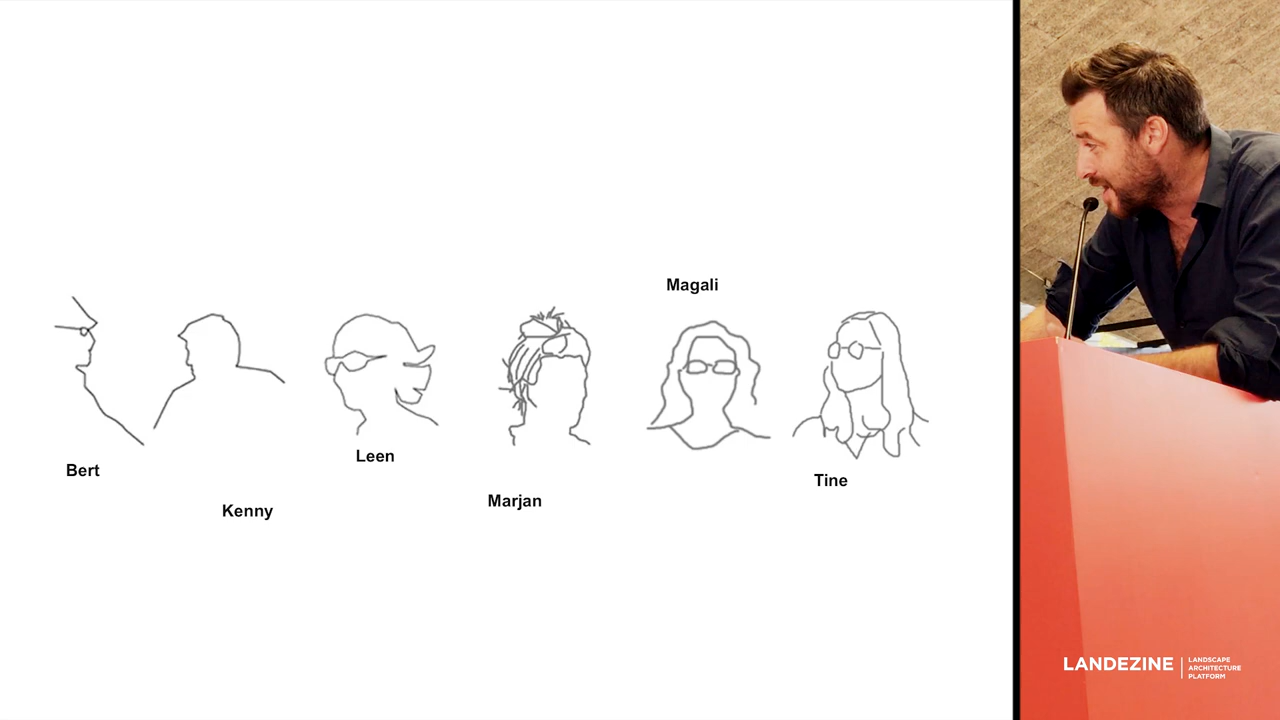 Magali
Bert
Kenny
Leen
Marjan
Tine
LANDEZINE
LANDSCAPE
ARCHITECTURE
PLATFORM